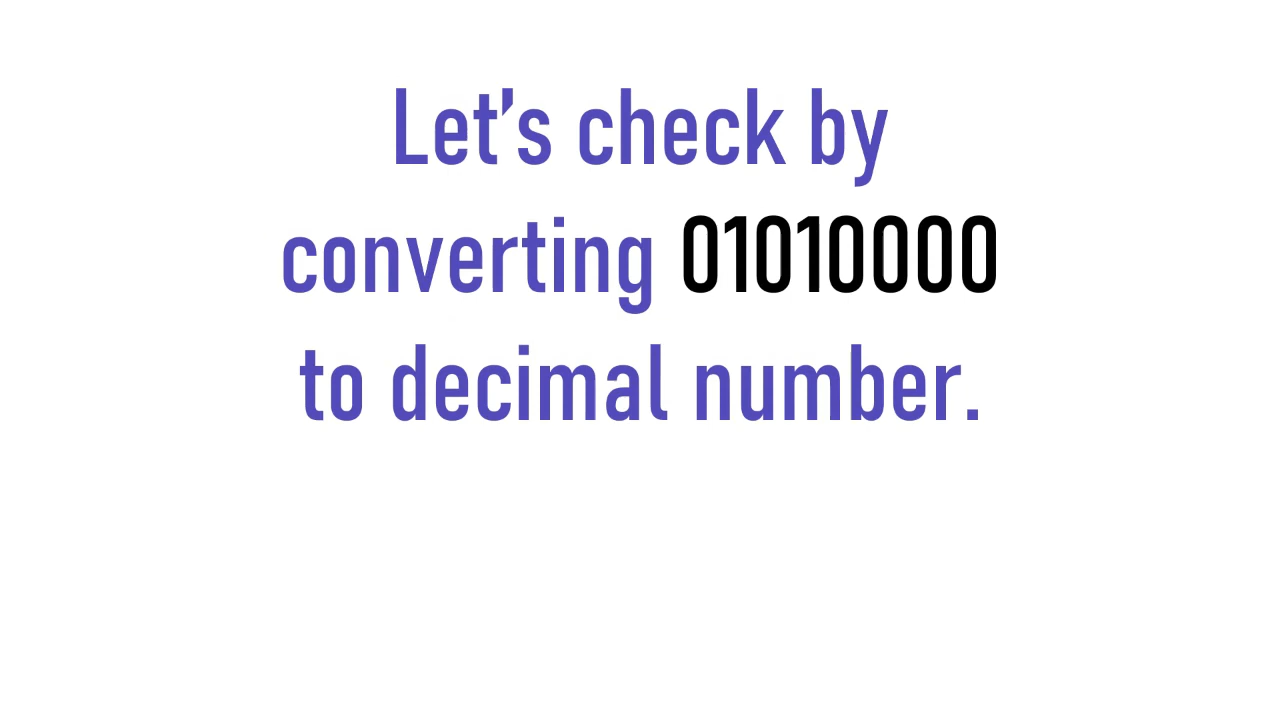 Let’s check by
converting 01010000
to decimal number.